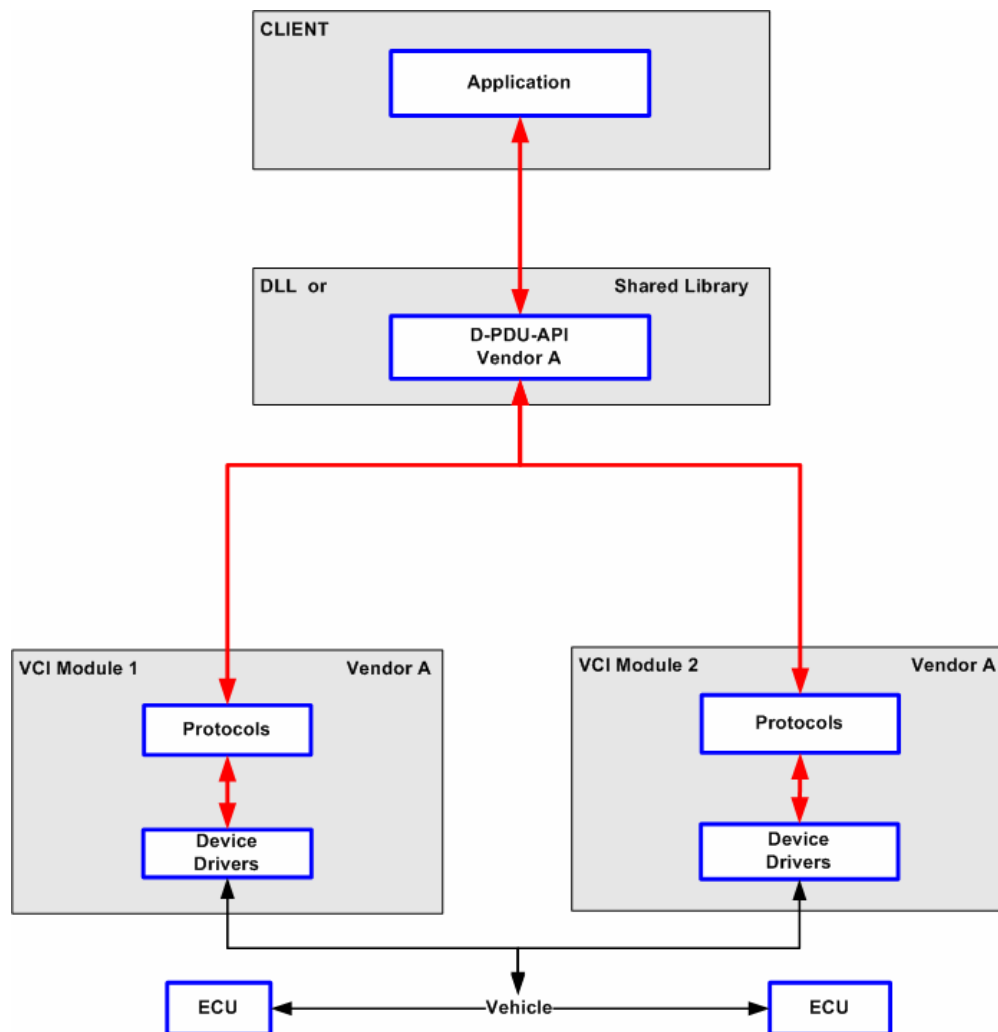 CLIENT
Application
DLL or Shared Library
D-PDU-API
Vendor A
VCI Module 1 Vendor A
Protocols
Device
Drivers
VCI Module 2 Vendor A
Protocols
Device
Drivers
ECU Vehicle ECU